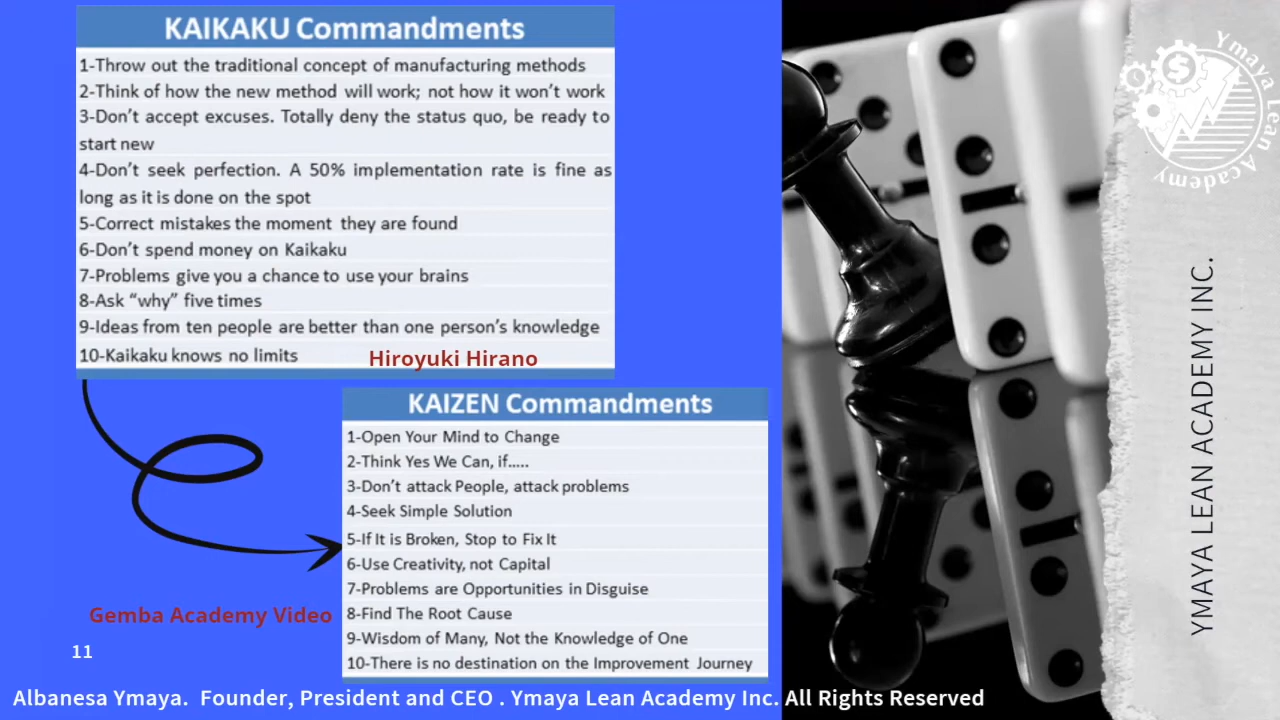 KAIKAKU Commandments
1-Throw out the traditional concept of manufacturing methods
2-Think of how the new method will work; not how it won't work
3-Don't accept excuses. Totally deny the status quo, be ready to
start new
4-Don't seek perfection. A 50% implementation rate is fine as
long as it is done on the spot
5-Correct mistakes the moment they are found
6-Don't spend money on Kaikaku
7-Problems give you a chance to use your brains
8-Ask "why" five times
9-Ideas from ten people are better than one person's knowledge
10-Kaikaku knows no limits
Hiroyuki Hirano
KAIZEN Commandments
1-Open Your Mind to Change
2-Think Yes We Can, if.....
3-Don't attack People, attack problems
4-Seek Simple Solution
5-If It is Broken, Stop to Fix It
6-Use Creativity, not Capital
7-Problems are Opportunities in Disguise
8-Find The Root Cause
9-Wisdom of Many, Not the Knowledge of One
10-There is no destination on the Improvement Journey
Gemba Academy Video
11
Albanesa Ymaya. Founder, President and CEO . Ymaya Lean Academy Inc. All Rights Reserved
Ymaya Lean Academy
YMAYA LEAN ACADEMY INC.